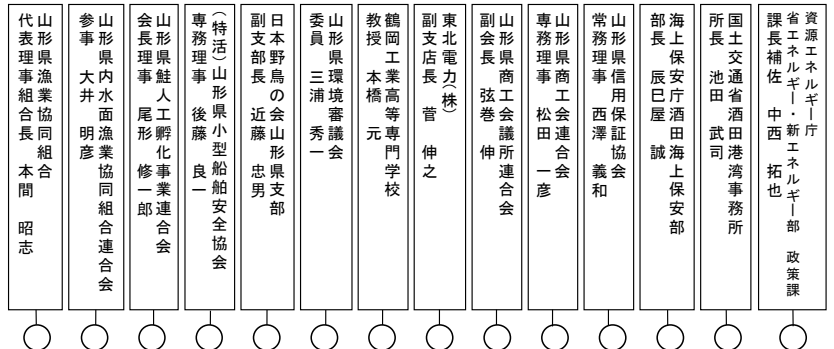 資源エネルギー庁
省エネルギー・新エネルギー部　政策課
課長補佐　中西　拓也
国土交通省酒田港湾事務所
所長　池田　武司
海上保安庁酒田海上保安部
部長　辰巳屋　誠
山形県信用保証協会
常務理事　西澤　義和
山形県商工会連合会
専務理事　松田　一彦
山形県商工会議所連合会
副会長　弦巻　伸
東北電力(株)
副支店長　菅　伸之
鶴岡工業高等専門学校
教授　本橋　元
山形県環境審議会
委員　三浦　秀一
日本野鳥の会山形県支部
副支部長　近藤　忠男
(特活)山形県小型船舶安全協会
専務理事　後藤　良一
山形県鮭人工孵化事業連合会
会長理事　尾形　修一郎
山形県内水面漁業協同組合連合会
参事　大井　明彦
山形県漁業協同組合
代表理事組合長　本間　昭志